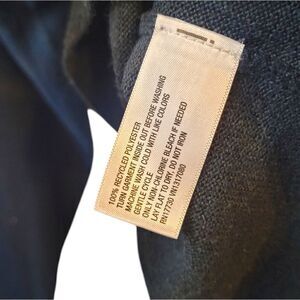 100% RECYCLED POLYESTER
TURN GARMENT INSIDE OUT BEFORE WASHING
MACHINE WASH COLD WITH LIKE COLORS
GENTLE CYCLE
ONLY NON-CHLORINE BLEACH IF NEEDED
LAY FLAT TO DRY, DO NOT IRON
RN17730 VN1317080